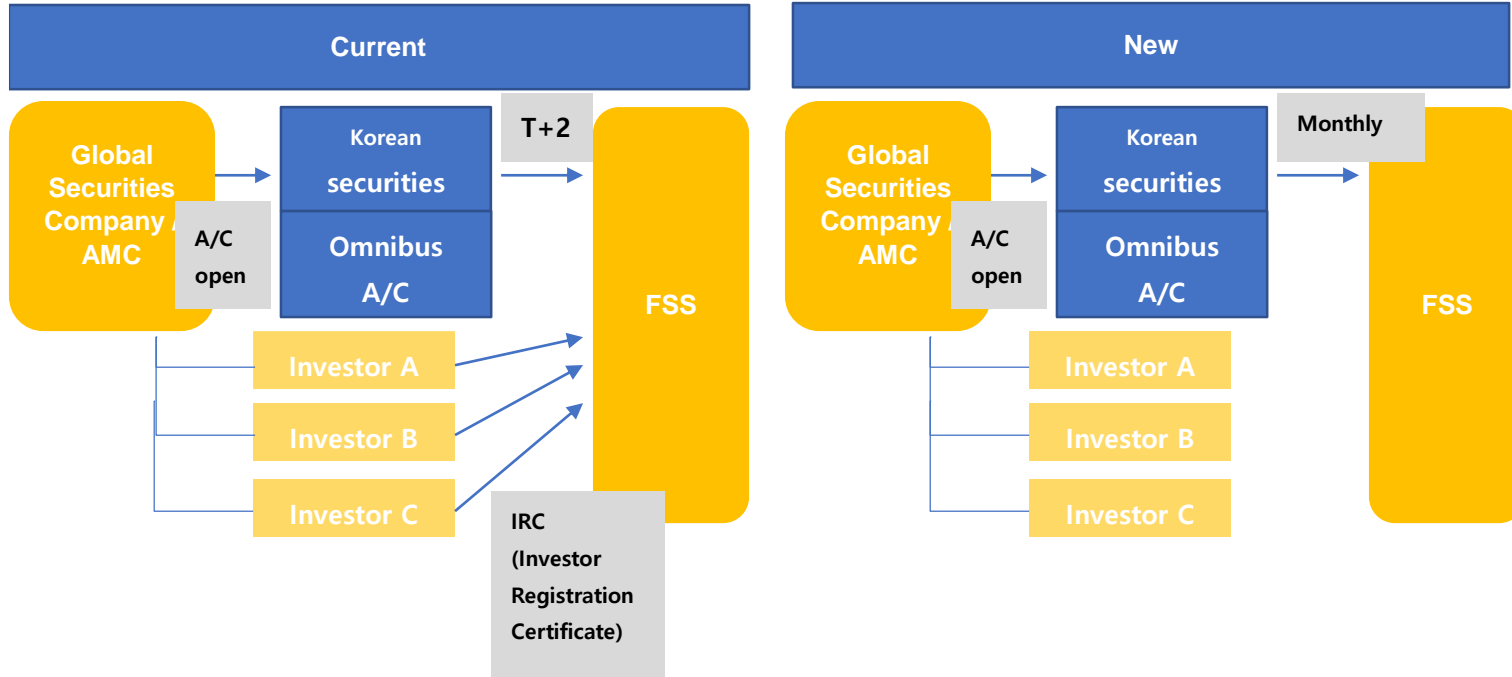 Current
Global
Securities
Company /
AMC
A/C
open
Korean
securities
Omnibus
A/C
T+2
FSS
Investor A
Investor B
Investor C
IRC
(Investor
Registration
Certificate)
New
Global
Securities
Company /
AMC
A/C
open
Korean
securities
Omnibus
A/C
Monthly
FSS
Investor A
Investor B
Investor C